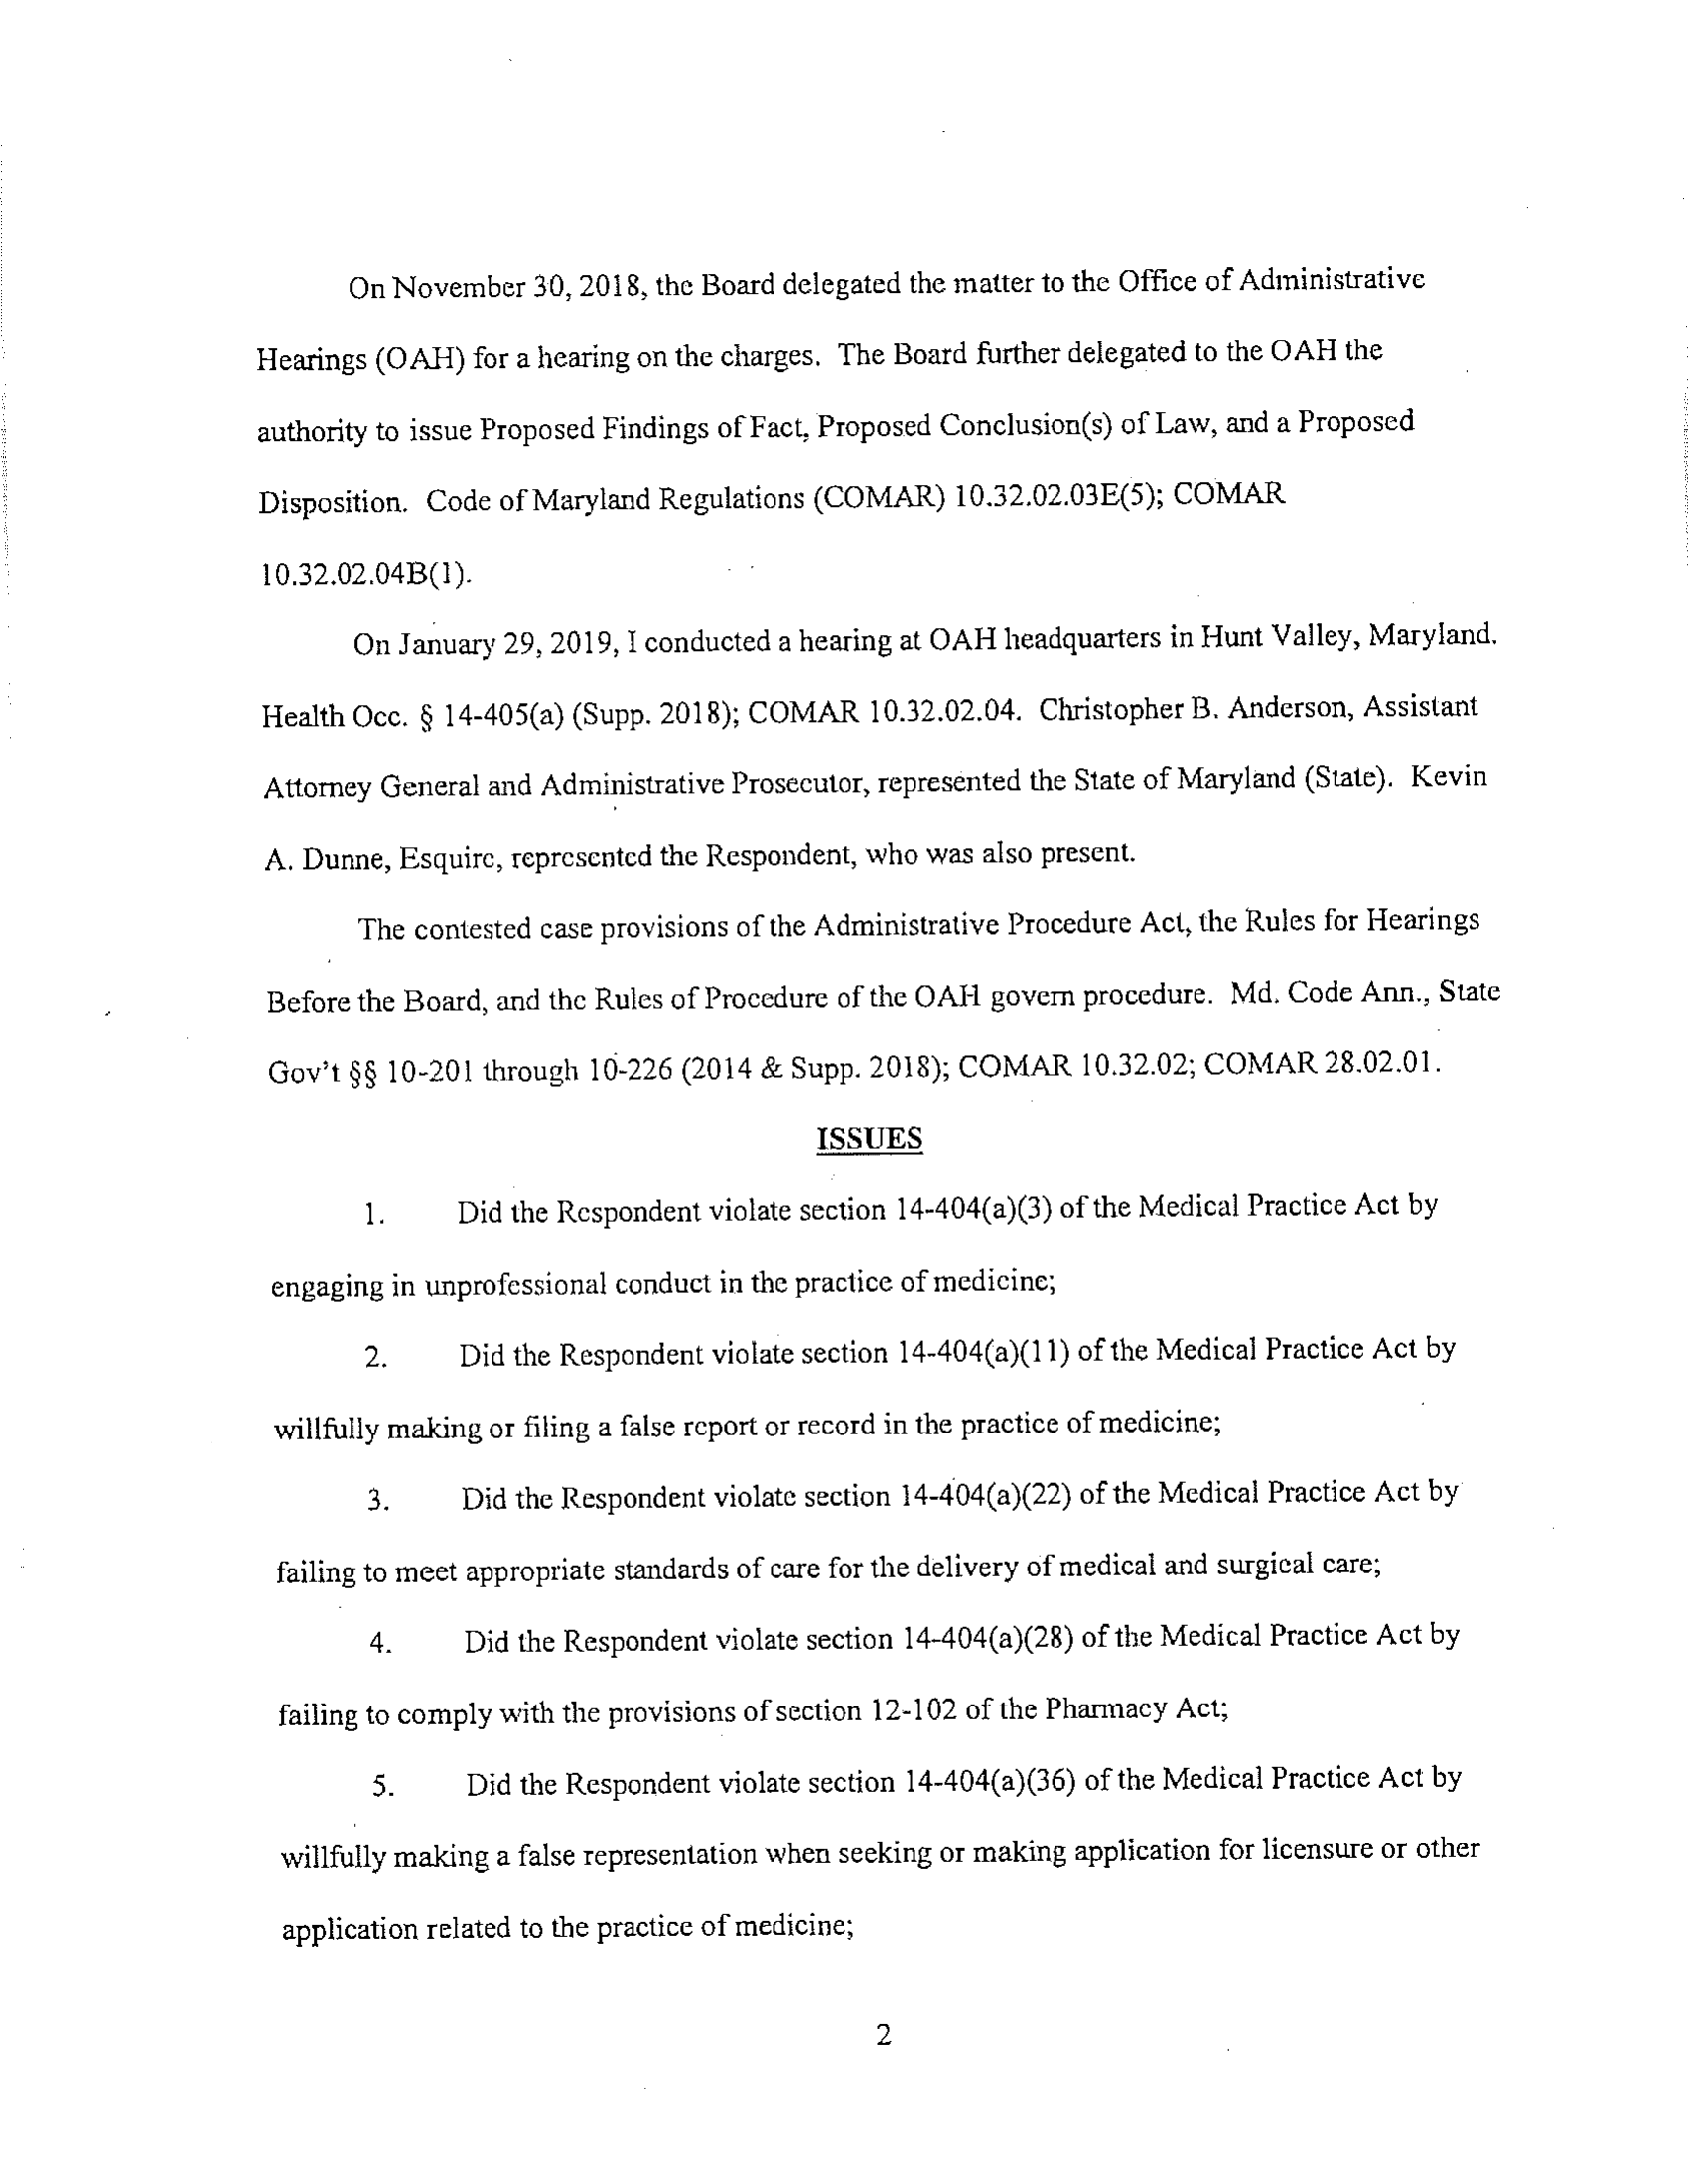 On November 30, 2018, the Board delegated the matter to the Office of Administrative
Hearings (OAH) for a hearing on the charges. The Board further delegated to the OAH the
authority to issue Proposed Findings of Fact, Proposed Conclusion(s) of Law, and a Proposed
Disposition. Code of Maryland Regulations (COMAR) 10.32.02.03E(5); COMAR
10.32.02.04B(1).
On January 29, 2019, I conducted a hearing at OAH headquarters in Hunt Valley, Maryland.
Health Occ. § 14-405(a) (Supp. 2018); COMAR 10.32.02.04. Christopher B. Anderson, Assistant
Attorney General and Administrative Prosecutor, represented the State of Maryland (State). Kevin
A. Dunne, Esquire, represented the Respondent, who was also present.
The contested case provisions of the Administrative Procedure Act, the Rules for Hearings
Before the Board, and the Rules of Procedure of the OAH govern procedure. Md. Code Ann., State
Gov't §§ 10-201 through 10-226 (2014 & Supp. 2018); COMAR 10.32.02; COMAR 28.02.01.
ISSUES
1. Did the Respondent violate section 14-404(a)(3) of the Medical Practice Act by
engaging in unprofessional conduct in the practice of medicine;
2. Did the Respondent violate section 14-404(a)(11) of the Medical Practice Act by
willfully making or filing a false report or record in the practice of medicine;
3. Did the Respondent violate section 14-404(a)(22) of the Medical Practice Act by
failing to meet appropriate standards of care for the delivery of medical and surgical care;
4. Did the Respondent violate section 14-404(a)(28) of the Medical Practice Act by
failing to comply with the provisions of section 12-102 of the Pharmacy Act;
5. Did the Respondent violate section 14-404(a)(36) of the Medical Practice Act by
willfully making a false representation when seeking or making application for licensure or other
application related to the practice of medicine;
2